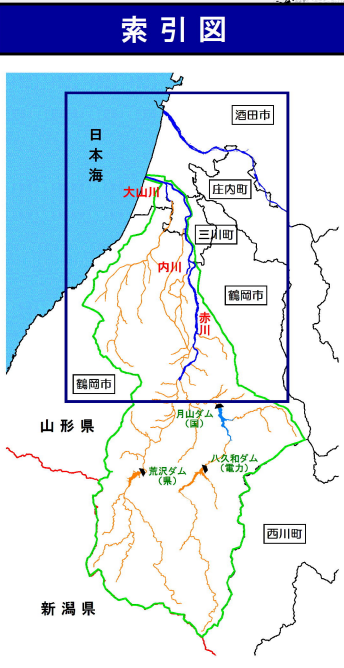 索引図
酒田市
日本海
庄内町
大山川
三川町
内川
鶴岡市
赤川
鶴岡市
月山ダム
（国）
山形県
八久和ダム
（電力）
荒沢ダム
（県）
西川町
新潟県